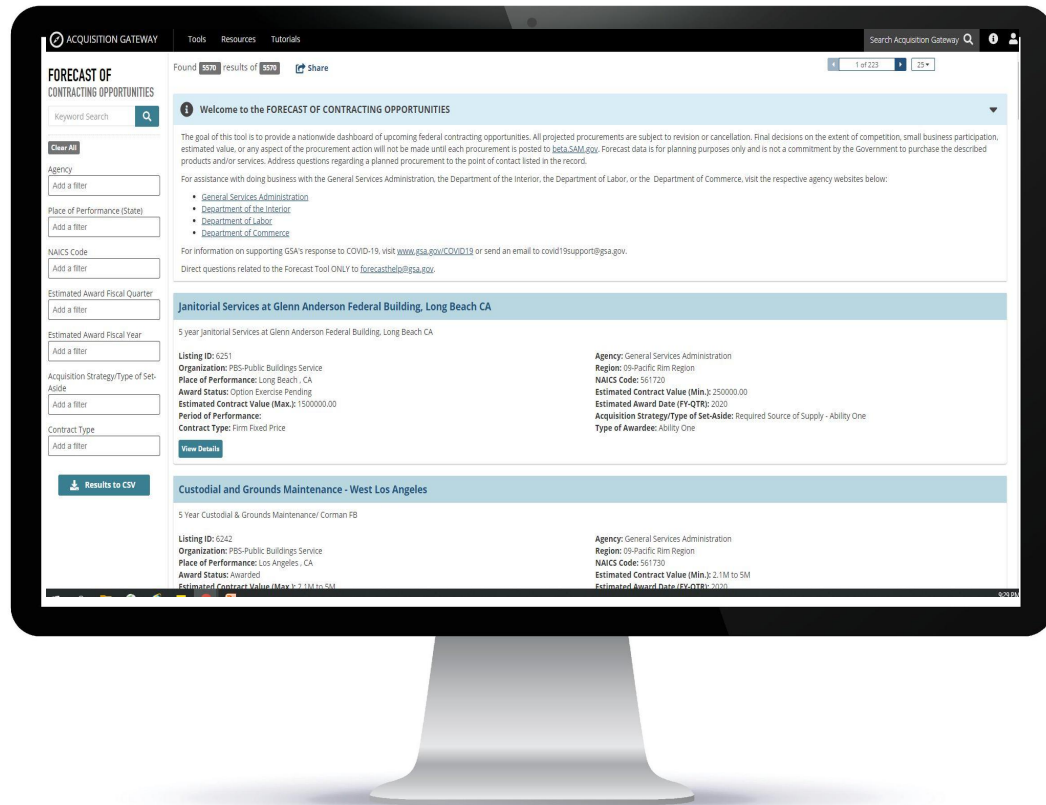 ACQUISITION GATEWAY Tools Resources Tutorials Search Acquisition Gateway
FORECAST OF
CONTRACTING OPPORTUNITIES
Keyword Search
Clear All
Agency
Add a filter
Place of Performance (State)
Add a filter
NAICS Code
Add a filter
Estimated Award Fiscal Quarter
Add a filter
Estimated Award Fiscal Year
Add a filter
Acquisition Strategy/Type of Set-
Aside
Add a filter
Contract Type
Add a filter
Results to CSV
Found 5570 results of 5570 Share 1 of 223 25
Welcome to the FORECAST OF CONTRACTING OPPORTUNITIES
The goal of this tool is to provide a nationwide dashboard of upcoming federal contracting opportunities. All projected procurements are subject to revision or cancellation. Final decisions on the extent of competition, small business participation,
estimated value, or any aspect of the procurement action will not be made until each procurement is posted to beta.SAM.gov. Forecast data is for planning purposes only and is not a commitment by the Government to purchase the described
products and/or services. Address questions regarding a planned procurement to the point of contact listed in the record.
For assistance with doing business with the General Services Administration, the Department of the Interior, the Department of Labor, or the Department of Commerce, visit the respective agency websites below:
• General Services Administration
• Department of the Interior
• Department of Labor
• Department of Commerce
For information on supporting GSA's response to COVID-19, visit www.gsa.gov/COVID19 or send an email to covid19support@gsa.gov.
Direct questions related to the Forecast Tool ONLY to forecasthelp@gsa.gov.
Janitorial Services at Glenn Anderson Federal Building, Long Beach CA
5 year Janitorial Services at Glenn Anderson Federal Building, Long Beach CA
Listing ID: 6251
Organization: PBS-Public Buildings Service
Place of Performance: Long Beach , CA
Award Status: Option Exercise Pending
Estimated Contract Value (Max.): 1500000.00
Period of Performance:
Contract Type: Firm Fixed Price
Agency: General Services Administration
Region: 09-Pacific Rim Region
NAICS Code: 561720
Estimated Contract Value (Min.): 250000.00
Estimated Award Date (FY-QTR): 2020
Acquisition Strategy/Type of Set-Aside: Required Source of Supply - Ability One
Type of Awardee: Ability One
View Details
Custodial and Grounds Maintenance - West Los Angeles
5 Year Custodial & Grounds Maintenance/ Corman FB
Listing ID: 6242
Organization: PBS-Public Buildings Service
Place of Performance: Los Angeles , CA
Award Status: Awarded
Estimated Contract Value (Max.): 2.1M to 5M
Agency: General Services Administration
Region: 09-Pacific Rim Region
NAICS Code: 561730
Estimated Contract Value (Min.): 2.1M to 5M
Estimated Award Date (FY-QTR): 2020
9:29 PM